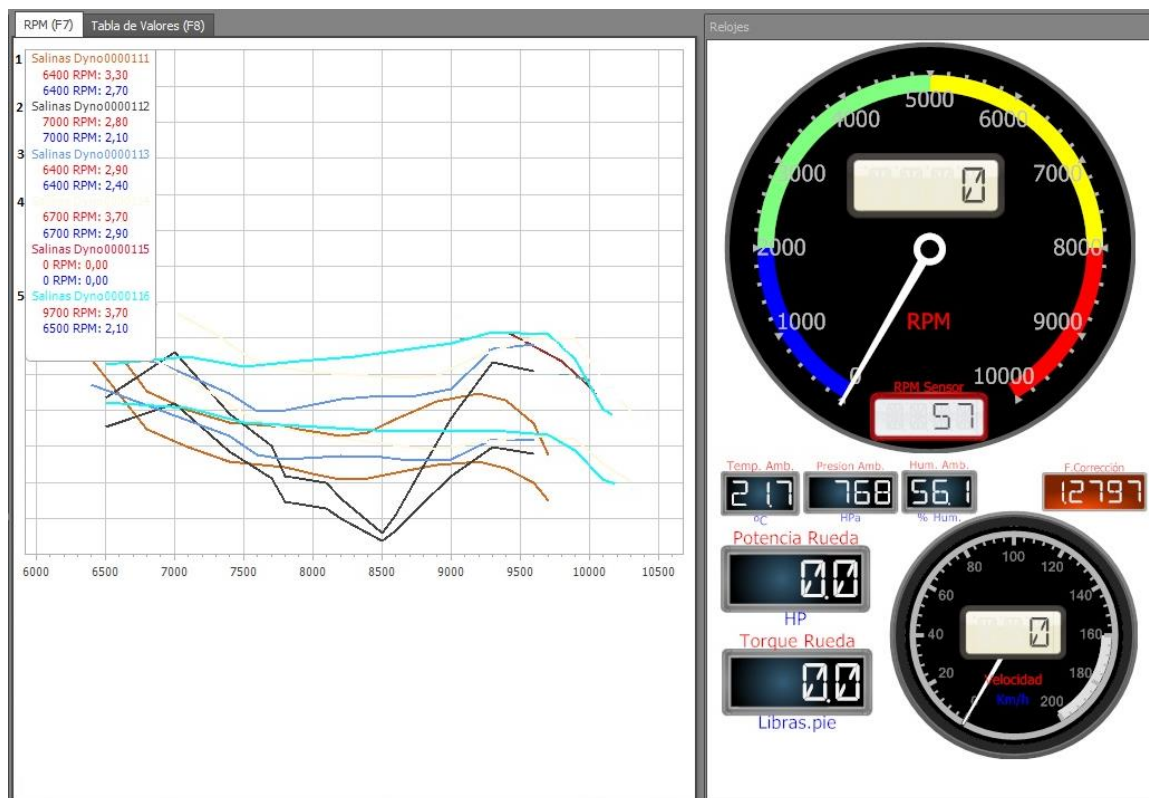 RPM (F7)
Tabla de Valores (F8)
1 Salinas Dyno0000111
6400 RPM: 3,30
6400 RPM: 2,70
2 Salinas Dyno0000112
7000 RPM: 2,80
7000 RPM: 2,10
3 Salinas Dyno0000113
6400 RPM: 2,90
6400 RPM: 2,40
4
6700 RPM: 3,70
6700 RPM: 2,90
Salinas Dyno0000115
0 RPM: 0,00
0 RPM: 0,00
5 Salinas Dyno0000116
9700 RPM: 3,70
6500 RPM: 2,10
6000 6500 7000 7500 8000 8500 9000 9500 10000 10500
Relojes
0
1000
2000
3000
4000
5000
6000
7000
8000
9000
10000
0
RPM
RPM Sensor
57
Temp. Amb. Presion Amb. Hum. Amb. F.Corrección
21.7 768 56.1 1.2797
ºC HPa % Hum.
Potencia Rueda
0.0
HP
Torque Rueda
0.0
Libras.pie
0
20
40
60
80
100
120
140
160
180
200
0
Velocidad
Km/h